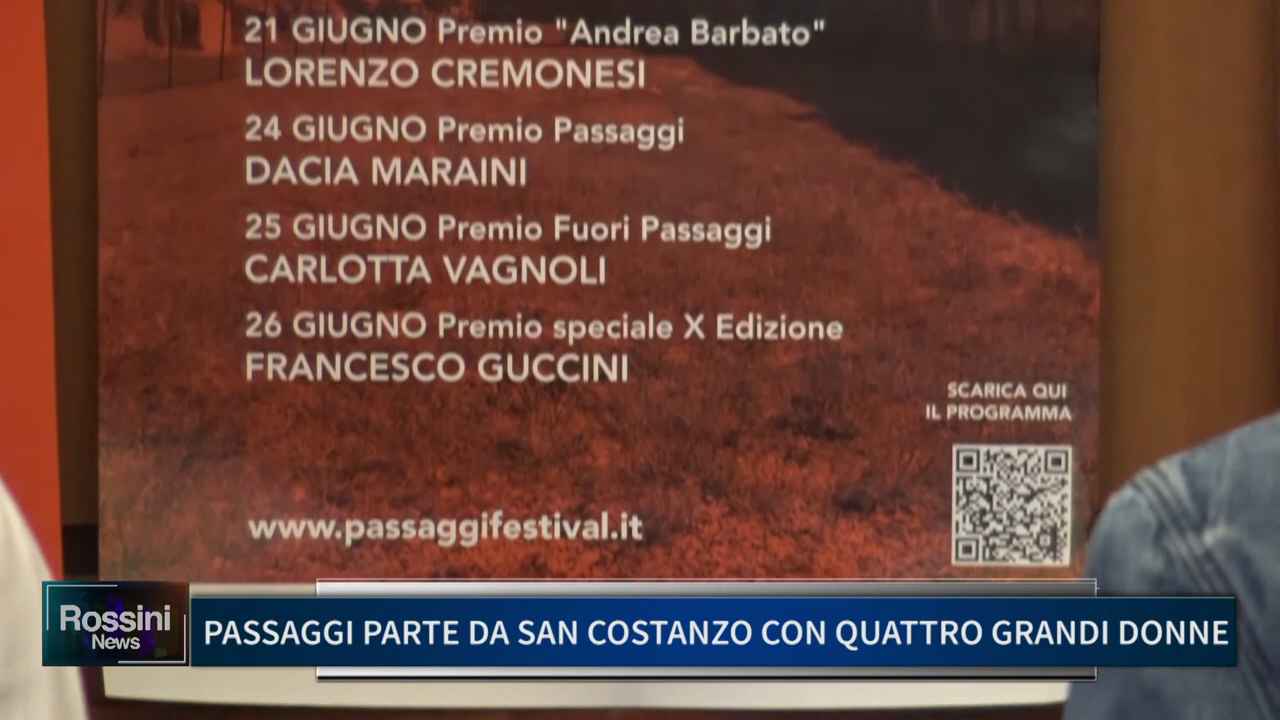 21 GIUGNO Premio "Andrea Barbato"
LORENZO CREMONESI
24 GIUGNO Premio Passaggi
DACIA MARAINI
25 GIUGNO Premio Fuori Passaggi
CARLOTTA VAGNOLI
26 GIUGNO Premio speciale X Edizione
FRANCESCO GUCCINI
SCARICA QUI
IL PROGRAMMA
www.passaggifestival.it
Rossini
News
PASSAGGI PARTE DA SAN COSTANZO CON QUATTRO GRANDI DONNE